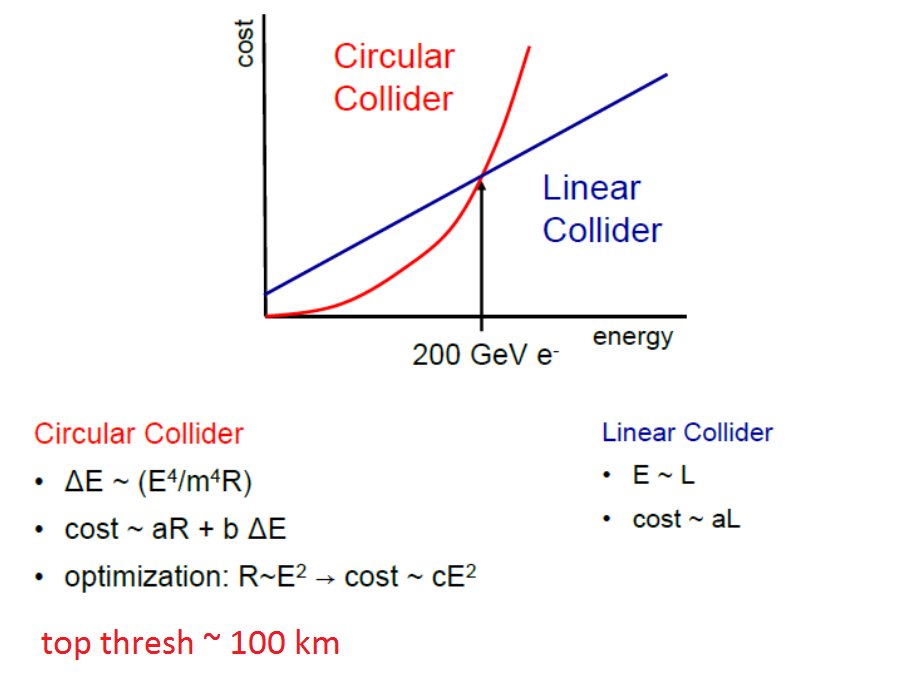 cost
Circular
Collider
Linear
Collider
energy
200 GeV e⁻
Circular Collider
• ΔE ~ (E⁴/m⁴R)
• cost ~ aR + b ΔE
• optimization: R~E² → cost ~ cE²
Linear Collider
• E ~ L
• cost ~ aL
top thresh ~ 100 km